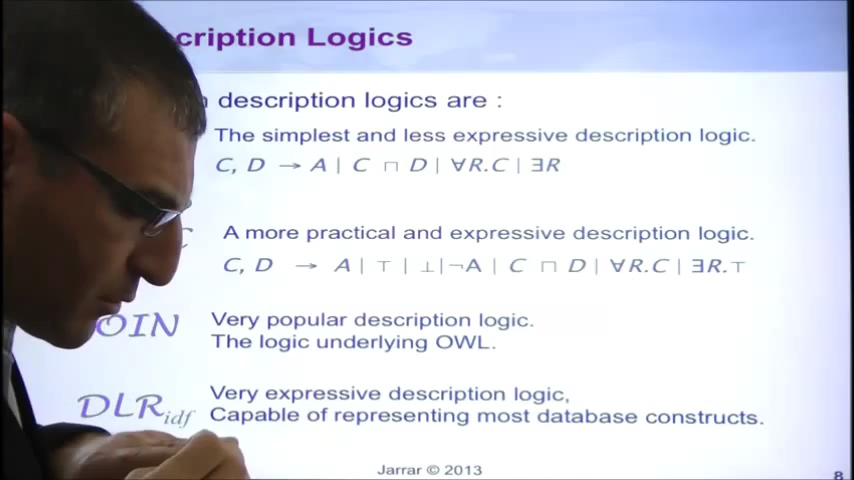 cription Logics
description logics are :
The simplest and less expressive description logic.
C, D → A | C ⊓ D | ∀R.C | ∃R
A more practical and expressive description logic.
C, D → A | ⊤ | ⊥|¬A | C ⊓ D | ∀R.C | ∃R.⊤
OIN Very popular description logic.
The logic underlying OWL.
DLRidf Very expressive description logic,
Capable of representing most database constructs.
Jarrar © 2013
8